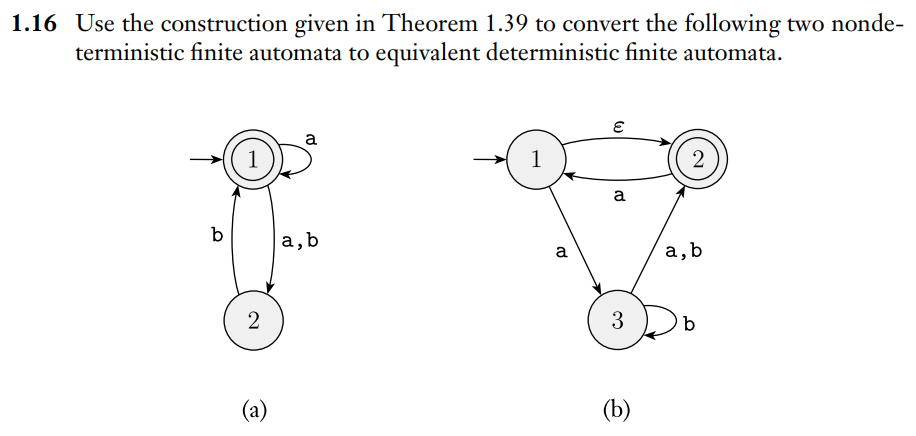 1.16 Use the construction given in Theorem 1.39 to convert the following two nonde-
terministic finite automata to equivalent deterministic finite automata.
a
1
b
a,b
2
(a)
ε
1
2
a
a
a,b
3
b
(b)